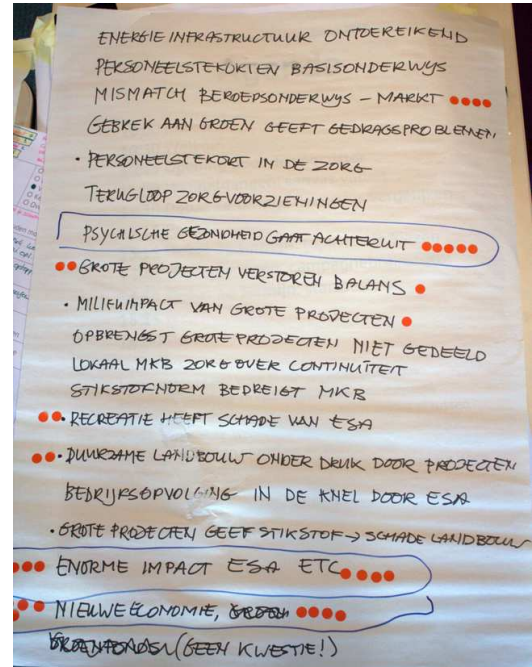 ENERGIE INFRASTRUCTUUR ONTOEREIKEND
PERSONEELSTEKORTEN BASISONDERWYS
MISMATCH BEROEPSONDERWYS – MARKT
GEBREK AAN GROEN GEEFT GEDRAGSPROBLEMEN
• PERSONEELSTEKORT IN DE ZORG
TERUGLOOP ZORGVOORZIENINGEN
PSYCHISCHE GEZONDHEID GAAT ACHTERUIT
GROTE PROJECTEN VERSTOREN BALANS
• MILIEUIMPACT VAN GROTE PROJECTEN
OPBRENGST GROTE PROJECTEN NIET GEDEELD
LOKAAL MKB ZORG OVER CONTINUÏTEIT
STIKSTOFNORM BEDREIGT MKB
• RECREATIE HEEFT SCHADE VAN ESA
• DUURZAME LANDBOUW ONDER DRUK DOOR PROJECTEN
BEDRIJFSOPVOLGING IN DE KNEL DOOR ESA
• GROTE PROJECTEN GEEF STIKSTOF → SCHADE LANDBOUW
ENORME IMPACT ESA ETC
NIEUWE ECONOMIE,
(GEEN KWESTIE!)